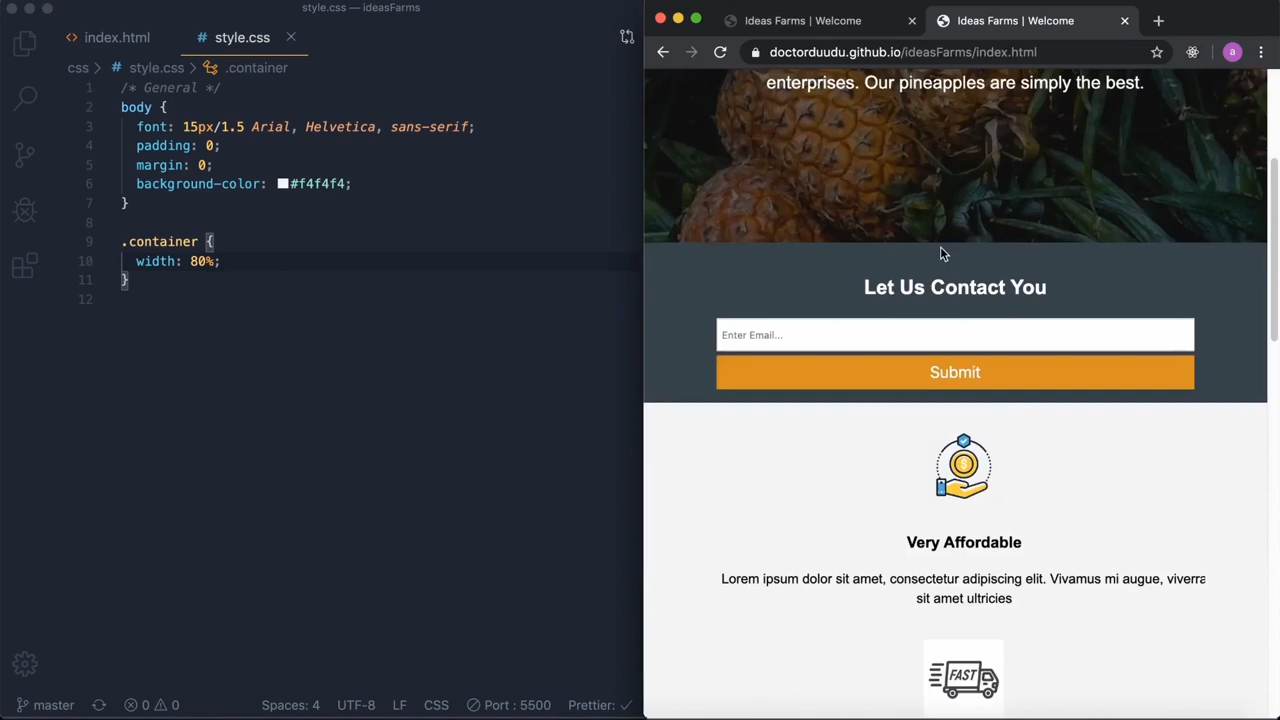 style.css — ideasFarms
index.html
# style.css
css > # style.css > .container
1 /* General */
2 body {
3 font: 15px/1.5 Arial, Helvetica, sans-serif;
4 padding: 0;
5 margin: 0;
6 background-color: #f4f4f4;
7 }
8
9 .container {
10 width: 80%;
11 }
12
master
0 0
Spaces: 4
UTF-8
LF
CSS
Port : 5500
Prettier: ✓
Ideas Farms | Welcome
Ideas Farms | Welcome
doctorduudu.github.io/ideasFarms/index.html
a
enterprises. Our pineapples are simply the best.
Let Us Contact You
Enter Email...
Submit
Very Affordable
Lorem ipsum dolor sit amet, consectetur adipiscing elit. Vivamus mi augue, viverra
sit amet ultricies
FAST